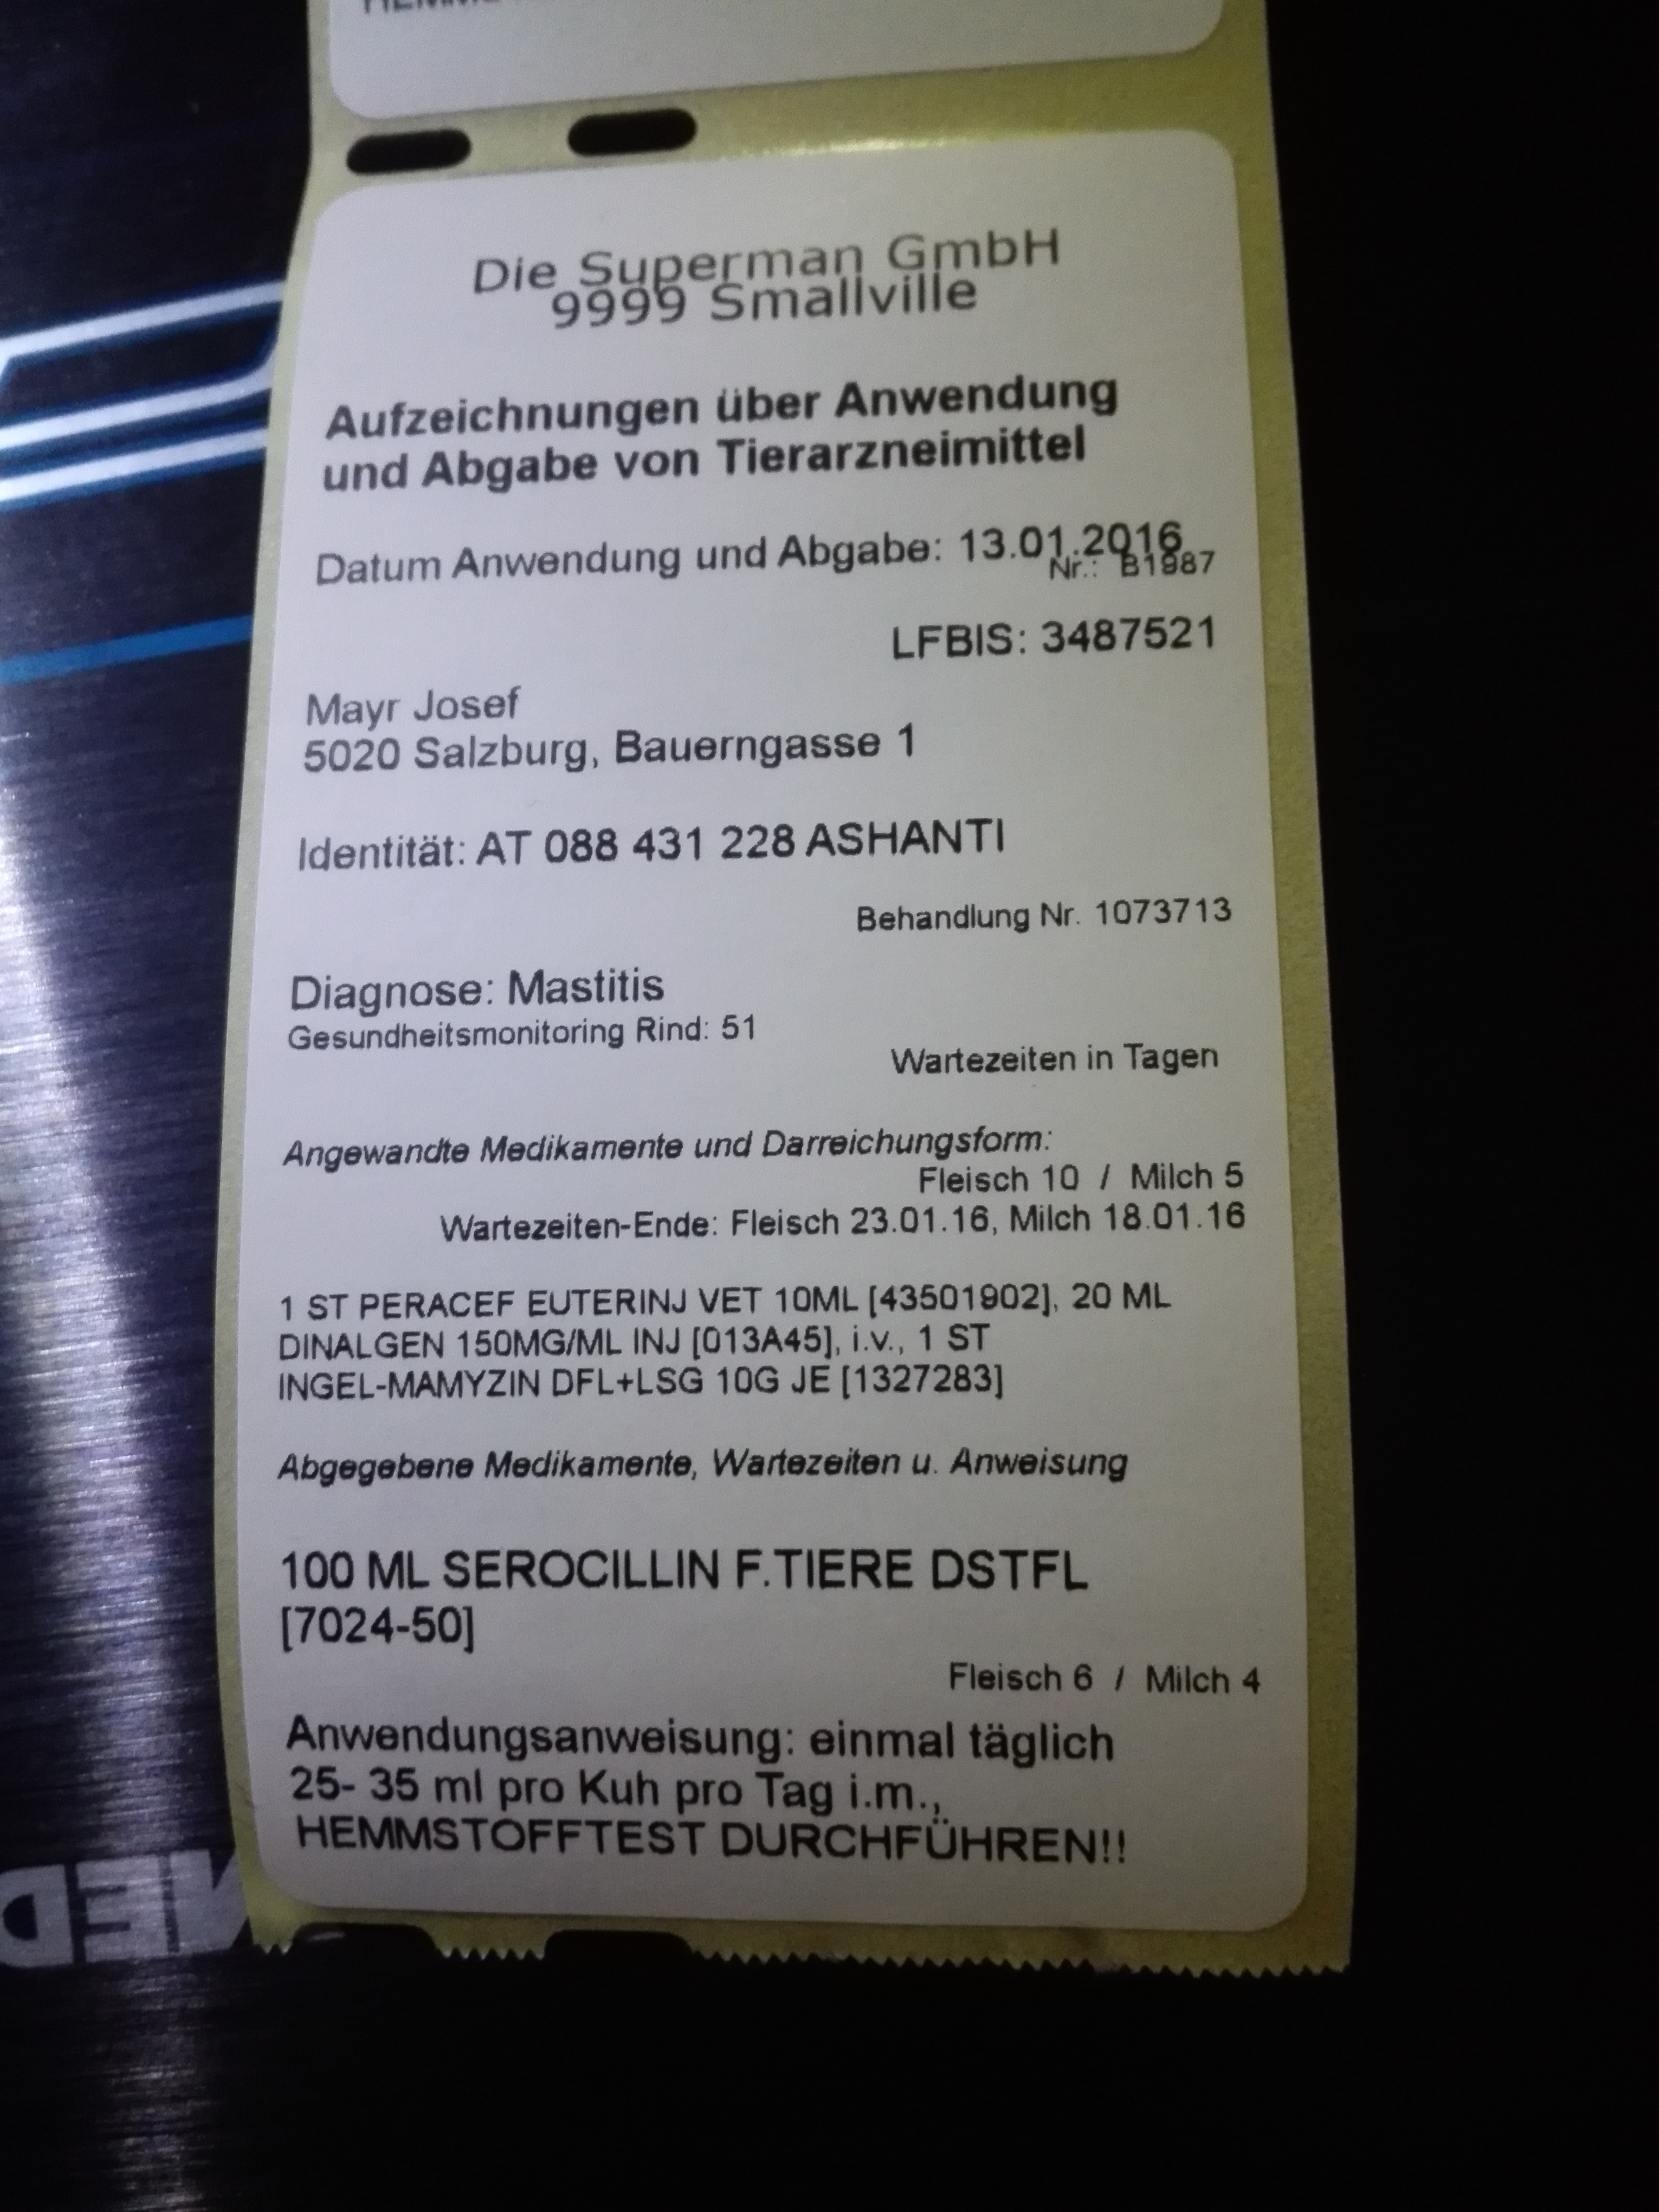 Die Superman GmbH
9999 Smallville
Aufzeichnungen über Anwendung
und Abgabe von Tierarzneimittel
Datum Anwendung und Abgabe: 13.01.2016
Nr.: B1987
LFBIS: 3487521
Mayr Josef
5020 Salzburg, Bauerngasse 1
Identität: AT 088 431 228 ASHANTI
Behandlung Nr. 1073713
Diagnose: Mastitis
Gesundheitsmonitoring Rind: 51
Wartezeiten in Tagen
Angewandte Medikamente und Darreichungsform:
Fleisch 10 / Milch 5
Wartezeiten-Ende: Fleisch 23.01.16, Milch 18.01.16
1 ST PERACEF EUTERINJ VET 10ML [43501902], 20 ML
DINALGEN 150MG/ML INJ [013A45], i.v., 1 ST
INGEL-MAMYZIN DFL+LSG 10G JE [1327283]
Abgegebene Medikamente, Wartezeiten u. Anweisung
100 ML SEROCILLIN F.TIERE DSTFL
[7024-50]
Fleisch 6 / Milch 4
Anwendungsanweisung: einmal täglich
25- 35 ml pro Kuh pro Tag i.m.,
HEMMSTOFFTEST DURCHFÜHREN!!